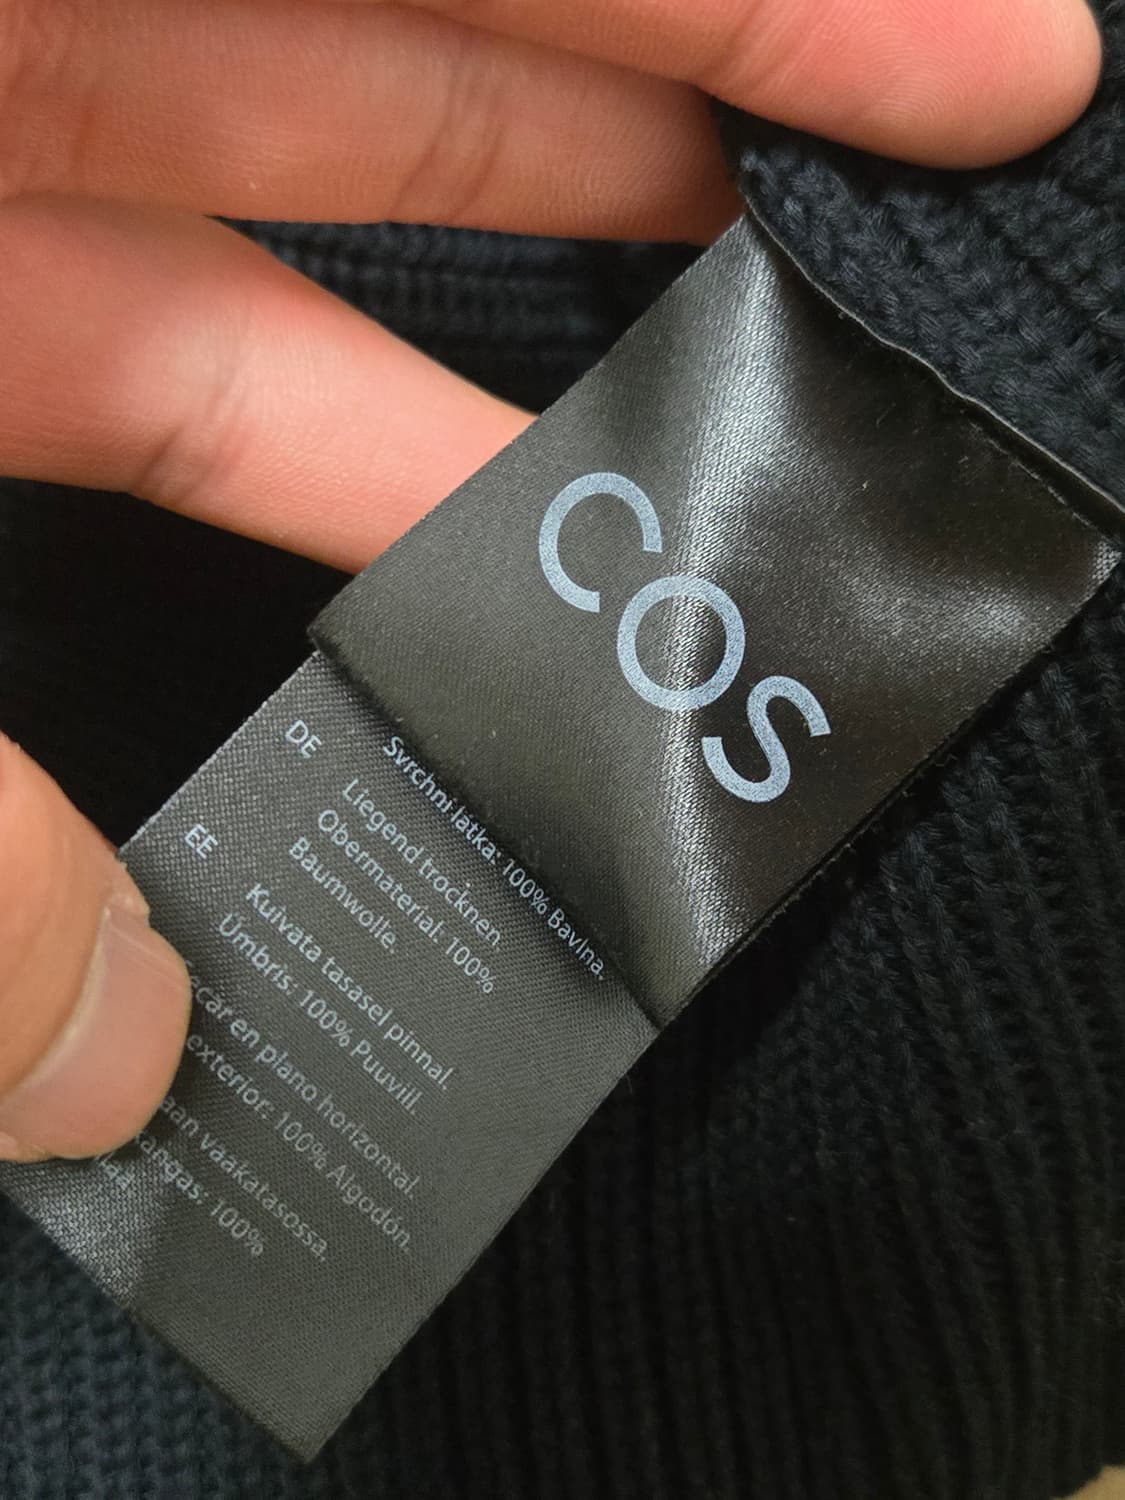 COS
Svrchní látka: 100% Bavlna.
DE
Liegend trocknen
Obermaterial: 100%
Baumwolle.
EE
Kuivata tasasel pinnal.
Ümbris: 100% Puuvill.
en plano horizontal.
exterior: 100% Algodón.
vaakatasossa.
100%